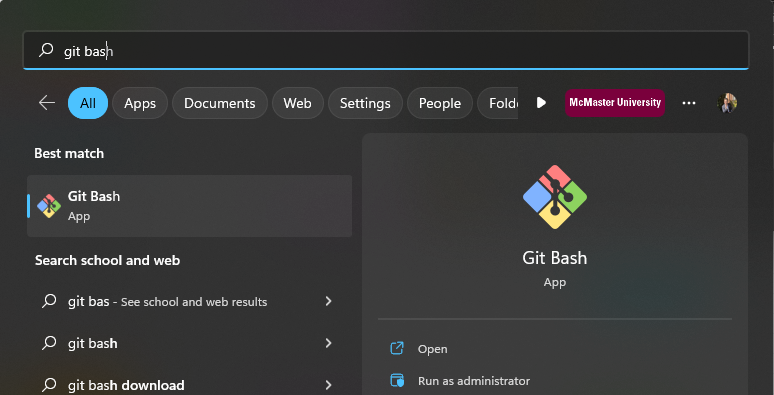 git bash
All
Apps
Documents
Web
Settings
People
Folde
McMaster University
Best match
Git Bash
App
Search school and web
git bas - See school and web results
git bash
git bash download
Git Bash
App
Open
Run as administrator